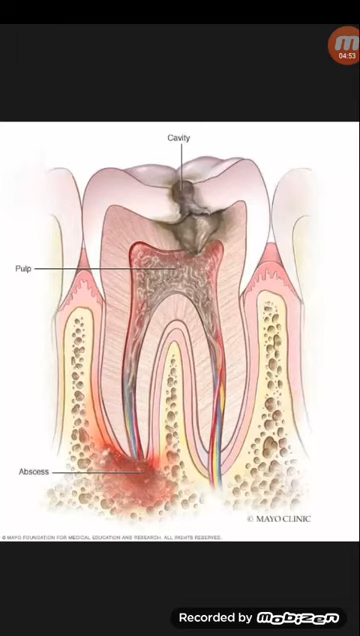 04:53
Cavity
Pulp
Abscess
© MAYO CLINIC
© MAYO FOUNDATION FOR MEDICAL EDUCATION AND RESEARCH. ALL RIGHTS RESERVED.
Recorded by Mobizen